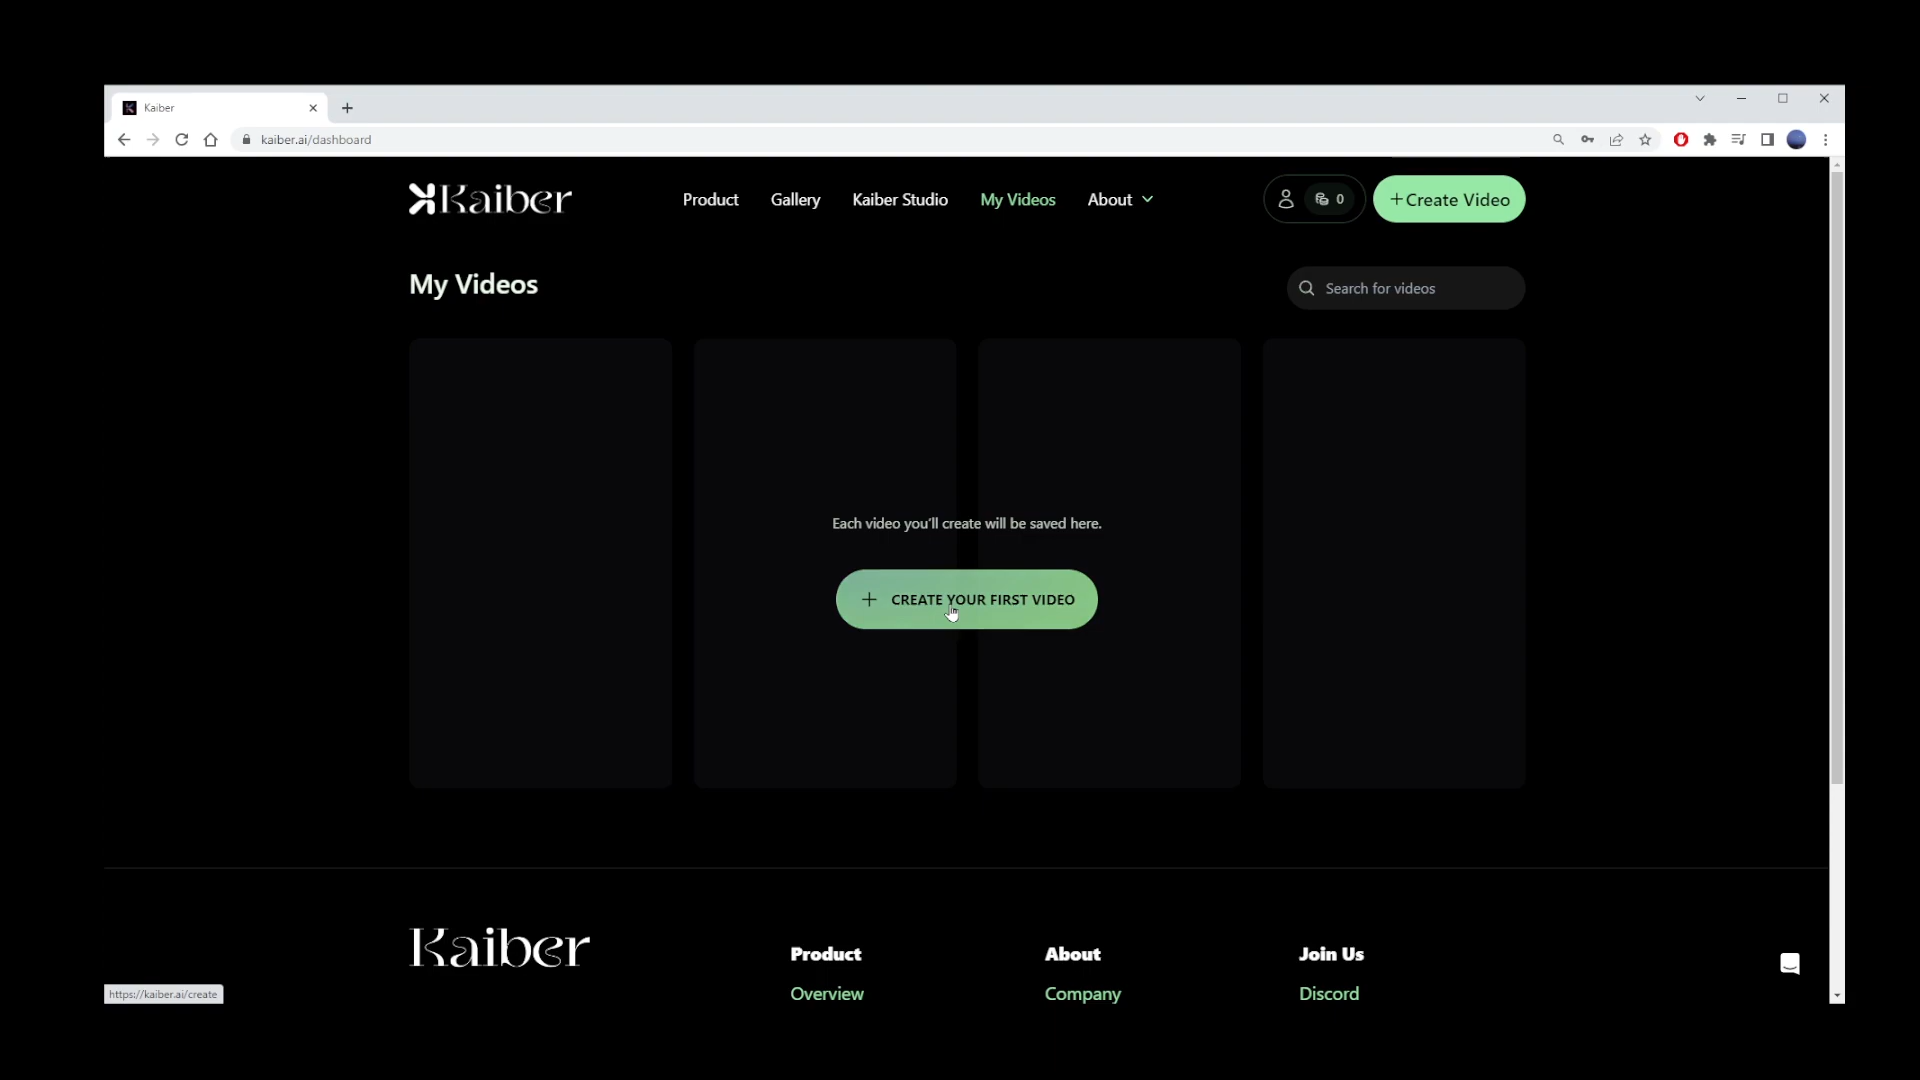 Kaiber
kaiber.ai/dashboard
Kaiber
Product
Gallery
Kaiber Studio
My Videos
About
0
+Create Video
My Videos
Search for videos
Each video you'll create will be saved here.
+ CREATE YOUR FIRST VIDEO
Kaiber
Product
About
Join Us
Overview
Company
Discord
https://kaiber.ai/create